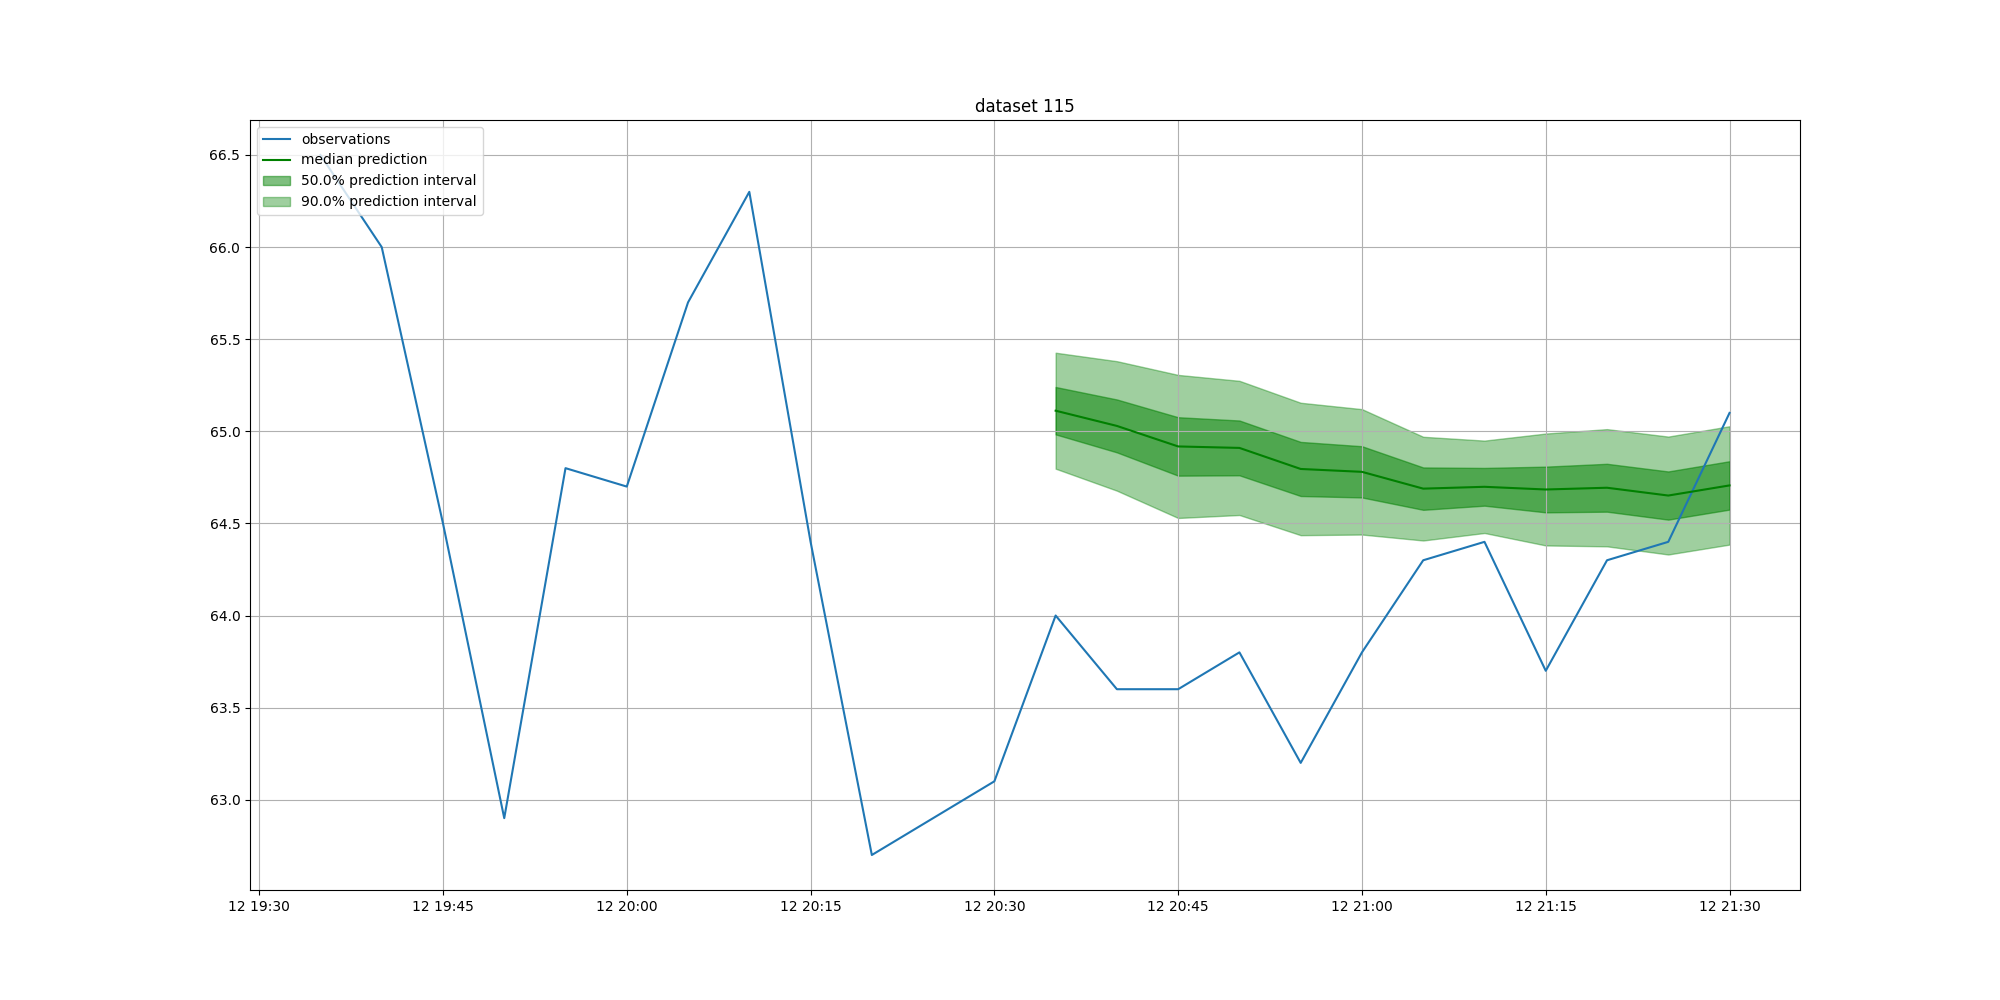 dataset 115
observations
median prediction
50.0% prediction interval
90.0% prediction interval
66.5
66.0
65.5
65.0
64.5
64.0
63.5
63.0
12 19:30 12 19:45 12 20:00 12 20:15 12 20:30 12 20:45 12 21:00 12 21:15 12 21:30